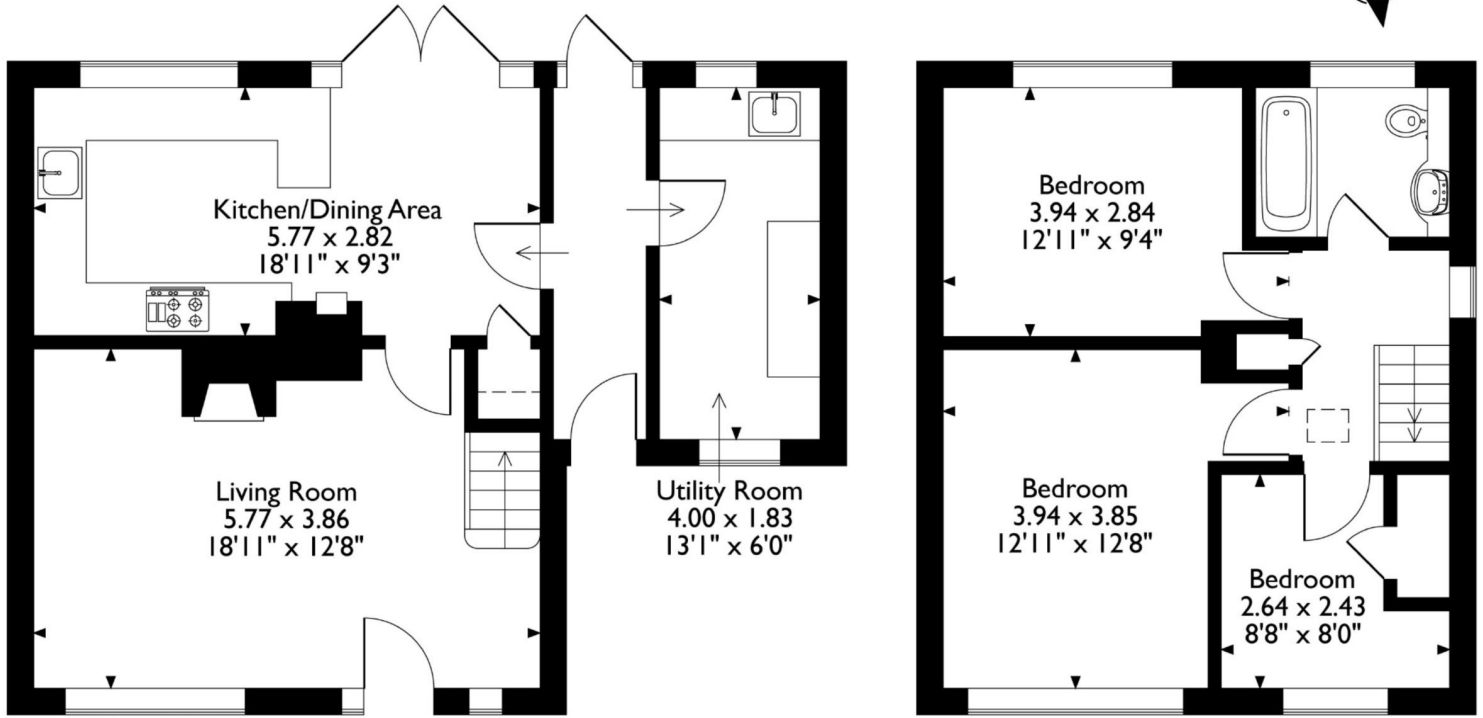 Kitchen/Dining Area
5.77 x 2.82
18'11" x 9'3"
Living Room
5.77 x 3.86
18'11" x 12'8"
Utility Room
4.00 x 1.83
13'1" x 6'0"
Bedroom
3.94 x 2.84
12'11" x 9'4"
Bedroom
3.94 x 3.85
12'11" x 12'8"
Bedroom
2.64 x 2.43
8'8" x 8'0"